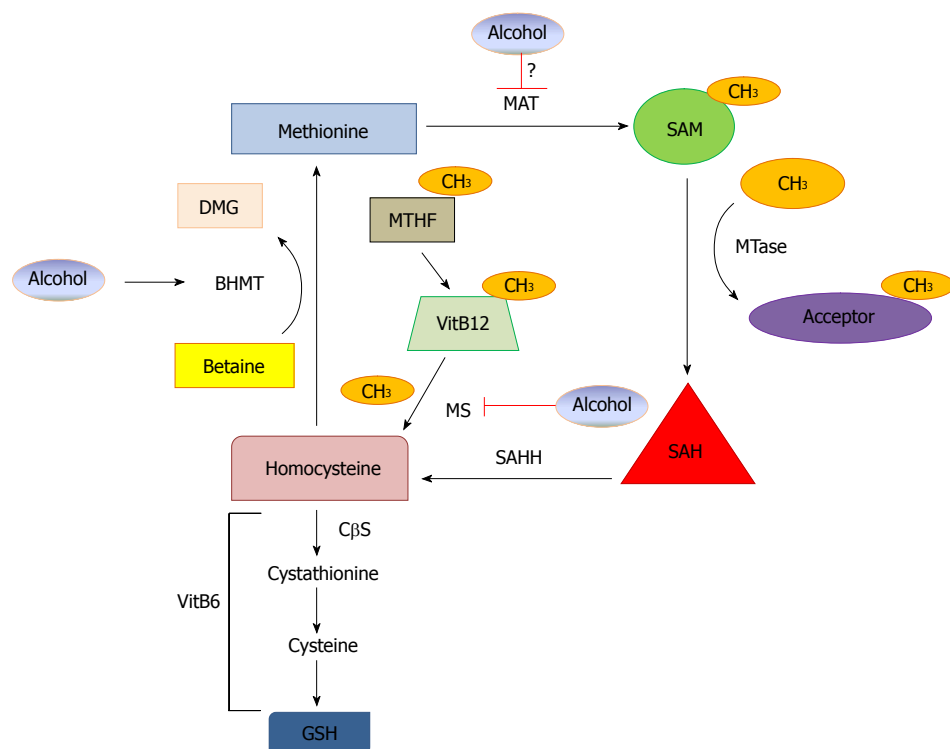 Alcohol
?
MAT
CH₃
Methionine
SAM
CH₃
CH₃
DMG
MTHF
MTase
Alcohol
BHMT
CH₃
CH₃
VitB12
Acceptor
Betaine
CH₃
MS
Alcohol
SAHH
SAH
Homocysteine
CβS
Cystathionine
VitB6
Cysteine
GSH